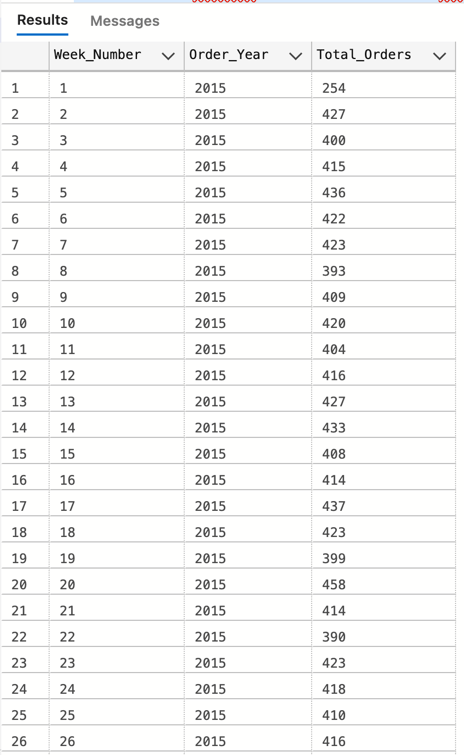 Results Messages
Week_Number Order_Year Total_Orders
1 1 2015 254
2 2 2015 427
3 3 2015 400
4 4 2015 415
5 5 2015 436
6 6 2015 422
7 7 2015 423
8 8 2015 393
9 9 2015 409
10 10 2015 420
11 11 2015 404
12 12 2015 416
13 13 2015 427
14 14 2015 433
15 15 2015 408
16 16 2015 414
17 17 2015 437
18 18 2015 423
19 19 2015 399
20 20 2015 458
21 21 2015 414
22 22 2015 390
23 23 2015 423
24 24 2015 418
25 25 2015 410
26 26 2015 416